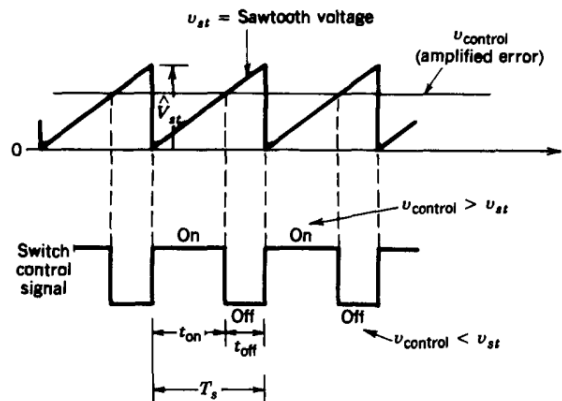 v_st = Sawtooth voltage
v_control
(amplified error)
V̂_st
0
v_control > v_st
On
On
Switch
control
signal
Off
Off
t_on
t_off
v_control < v_st
T_s